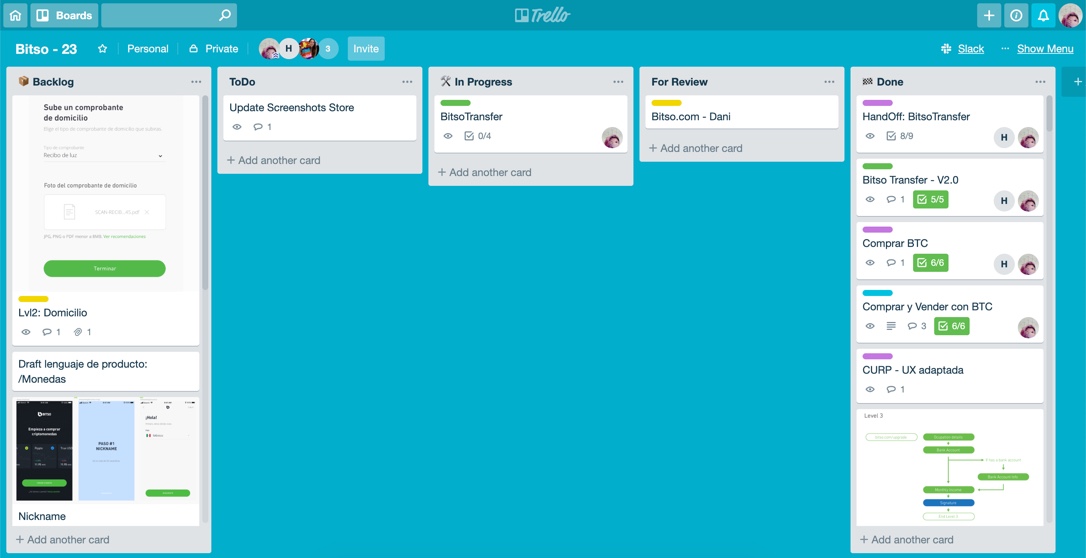 Boards
Trello
Bitso - 23
Personal
Private
H
3
Invite
Slack
Show Menu
Backlog
Sube un comprobante
de domicilio
Elige el tipo de comprobante de domicilio que subirás.
Tipo de comprobante
Recibo de luz
Foto del comprobante de domicilio
JPG, PNG o PDF menor a 8MB. Ver recomendaciones
Terminar
Lvl2: Domicilio
1
1
Draft lenguaje de producto:
/Monedas
BITSO
Empieza a comprar
criptomonedas
PASO #1
NICKNAME
¡Hola!
Nickname
+ Add another card
ToDo
Update Screenshots Store
1
+ Add another card
In Progress
BitsoTransfer
0/4
+ Add another card
For Review
Bitso.com - Dani
+ Add another card
Done
HandOff: BitsoTransfer
8/9
H
Bitso Transfer - V2.0
1
5/5
H
Comprar BTC
1
6/6
H
Comprar y Vender con BTC
3
6/6
CURP - UX adaptada
1
Level 3
Bank Account
Bank Account Info
Signature
+ Add another card